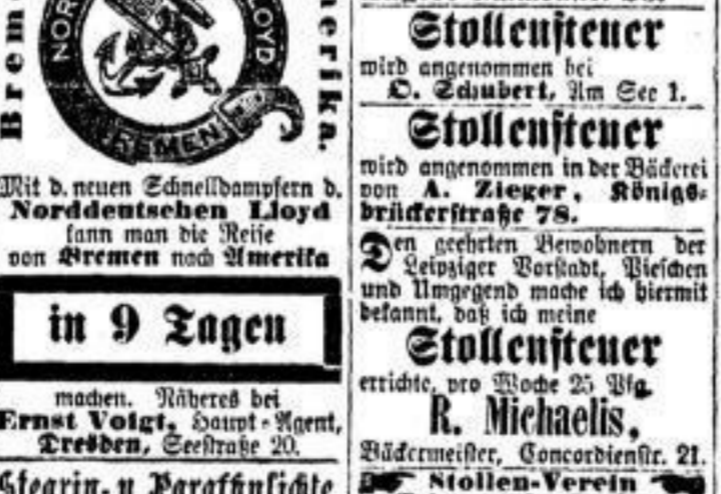 Bremen
NORD
LLOYD
BREMEN
merika.
Mit d. neuen Schnelldampfern d.
Norddeutschen Lloyd
kann man die Reise
von Bremen nach Amerika
in 9 Tagen
machen. Näheres bei
Ernst Voigt, Haupt-Agent,
Dresden, Seestraße 20.
Stearin- u Paraffinlichte
Stollensteuer
wird angenommen bei
O. Schubert, Am See 1.
Stollensteuer
wird angenommen in der Bäckerei
von A. Zieger, Königs-
brückerstraße 78.
Den geehrten Bewohnern der
Leipziger Vorstadt, Pieschen
und Umgegend mache ich hiermit
bekannt, daß ich meine
Stollensteuer
errichte, pro Woche 25 Pfg.
R. Michaelis,
Bäckermeister, Concordienstr. 21.
Stollen-Verein